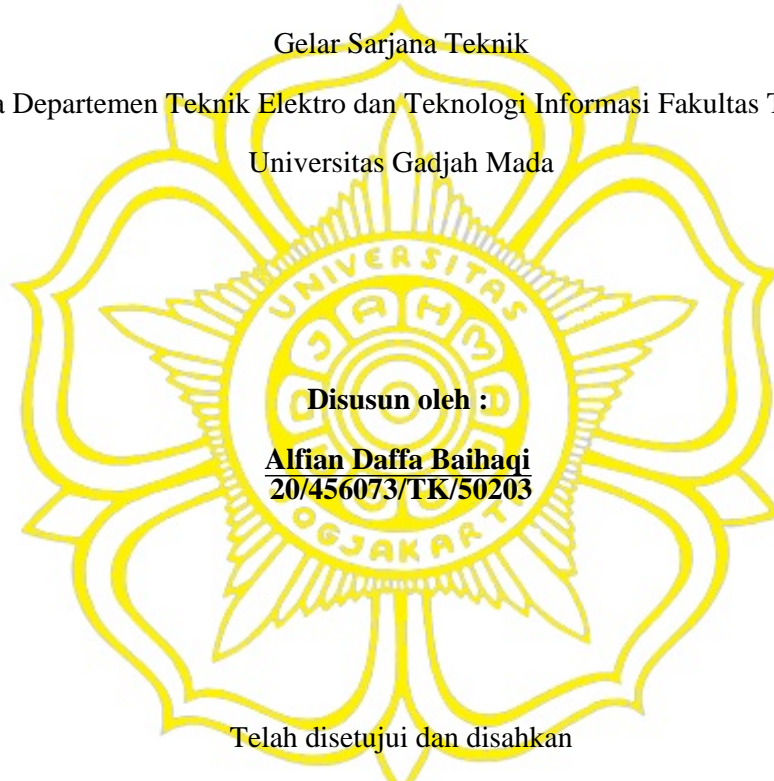 Gelar Sarjana Teknik
Departemen Teknik Elektro dan Teknologi Informasi Fakultas
Universitas Gadjah Mada
UNIVERSITAS
Disusun oleh :
Alfian Daffa Baihaqi
20/456073/TK/50203
Telah disetujui dan disahkan